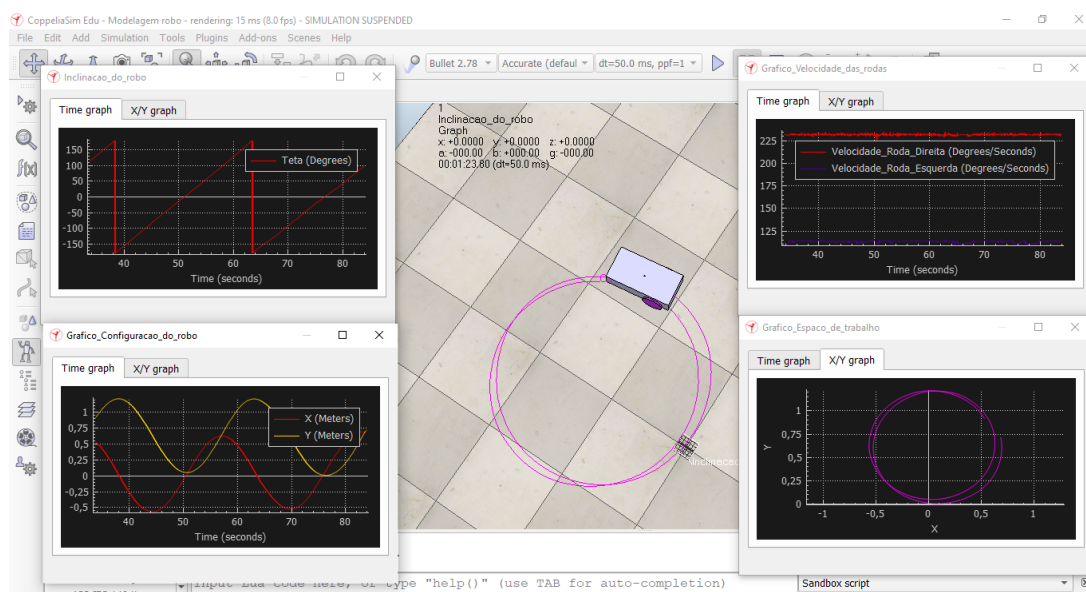 CoppeliaSim Edu - Modelagem robo - rendering: 15 ms (8.0 fps) - SIMULATION SUSPENDED
File Edit Add Simulation Tools Plugins Add-ons Scenes Help
Bullet 2.78 Accurate (defaul dt=50.0 ms, ppf=1
Inclinacao_do_robo
Time graph X/Y graph
Teta (Degrees)
150
100
50
0
-50
-100
-150
40 50 60 70 80
Time (seconds)
1
Inclinacao_do_robo
Graph
x: +0.0000 y: +0.0000 z: +0.0000
a: -000.00 b: +000.00 g: -000.00
00:01:23.80 (dt=50.0 ms)
Grafico_Velocidade_das_rodas
Time graph X/Y graph
Velocidade_Roda_Direita (Degrees/Seconds)
Velocidade_Roda_Esquerda (Degrees/Seconds)
225
200
175
150
125
40 50 60 70 80
Time (seconds)
Grafico_Configuracao_do_robo
Time graph X/Y graph
X (Meters)
Y (Meters)
1
0,75
0,5
0,25
0
-0,25
-0,5
40 50 60 70 80
Time (seconds)
Inclinacao
Grafico_Espaco_de_trabalho
Time graph X/Y graph
Y
1
0,75
0,5
0,25
0
-1 -0,5 0 0,5 1
X
Input Lua code here, or type "help()" (use TAB for auto-completion)
Sandbox script